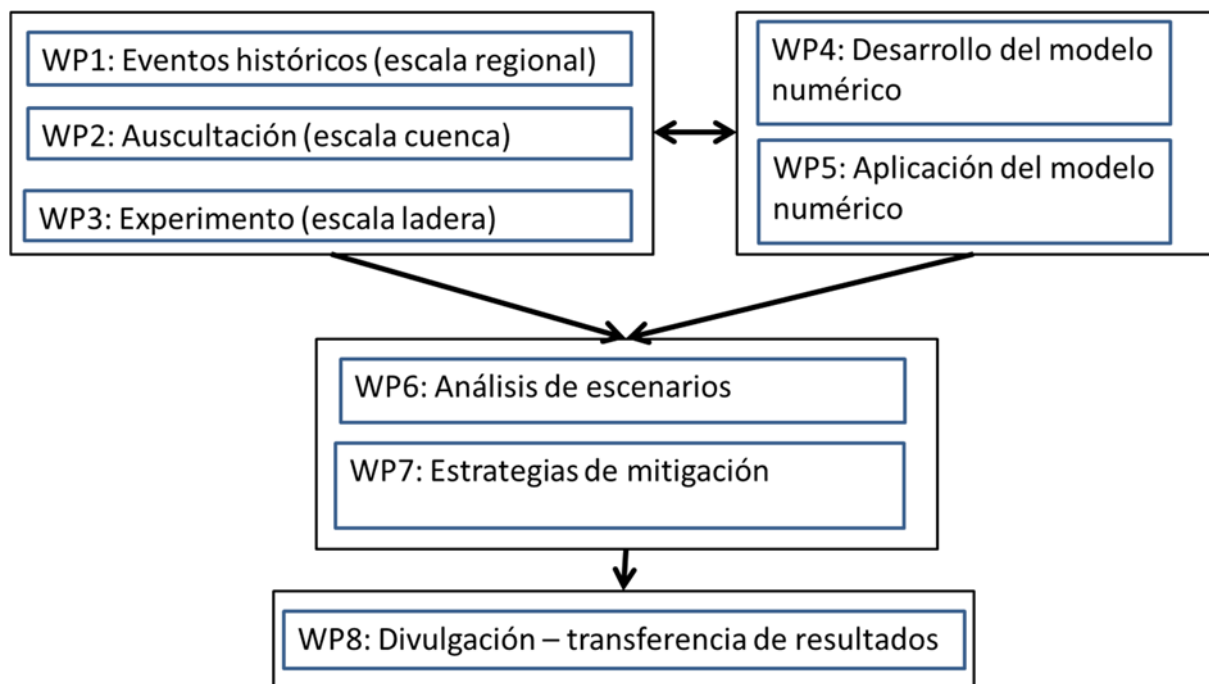 WP1: Eventos históricos (escala regional)
WP2: Auscultación (escala cuenca)
WP3: Experimento (escala ladera)
WP4: Desarrollo del modelo
numérico
WP5: Aplicación del modelo
numérico
WP6: Análisis de escenarios
WP7: Estrategias de mitigación
WP8: Divulgación – transferencia de resultados